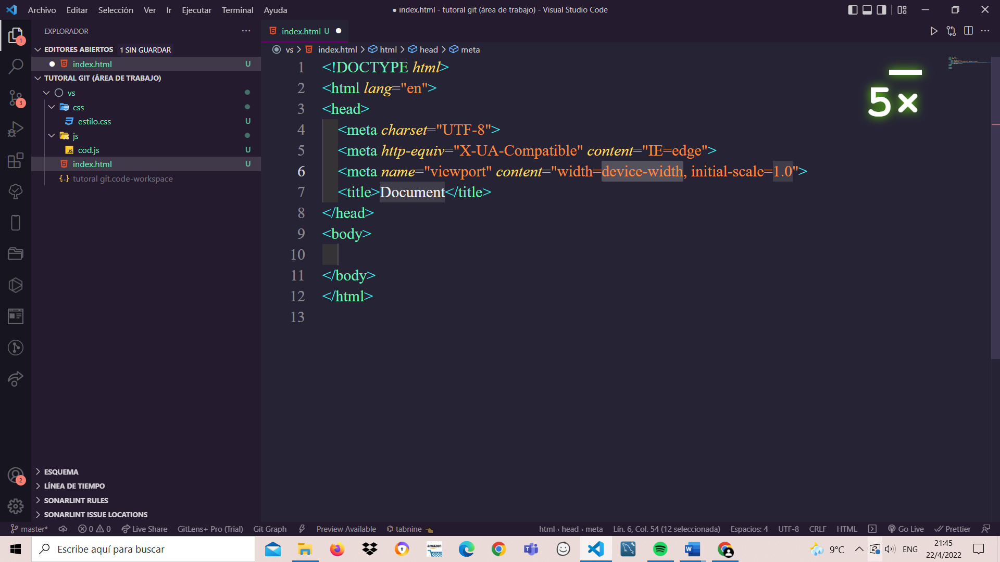 Archivo Editar Selección Ver Ir Ejecutar Terminal Ayuda
● index.html - tutoral git (área de trabajo) - Visual Studio Code
EXPLORADOR
1
EDITORES ABIERTOS 1 SIN GUARDAR
index.html U
TUTORAL GIT (ÁREA DE TRABAJO)
vs
css
estilo.css U
js
cod.js U
index.html U
tutoral git.code-workspace
3
ESQUEMA
LÍNEA DE TIEMPO
SONARLINT RULES
SONARLINT ISSUE LOCATIONS
2
index.html U
vs > index.html > html > head > meta
1 <!DOCTYPE html>
2 <html lang="en">
3 <head>
4 <meta charset="UTF-8">
5 <meta http-equiv="X-UA-Compatible" content="IE=edge">
6 <meta name="viewport" content="width=device-width, initial-scale=1.0">
7 <title>Document</title>
8 </head>
9 <body>
10
11 </body>
12 </html>
13
5×
master* 0 0 Live Share GitLens+ Pro (Trial) Git Graph Preview Available tabnine html › head › meta Lín. 6, Col. 54 (12 seleccionada) Espacios: 4 UTF-8 CRLF HTML Go Live Prettier
Escribe aquí para buscar
amazon
9°C ENG
21:45
22/4/2022